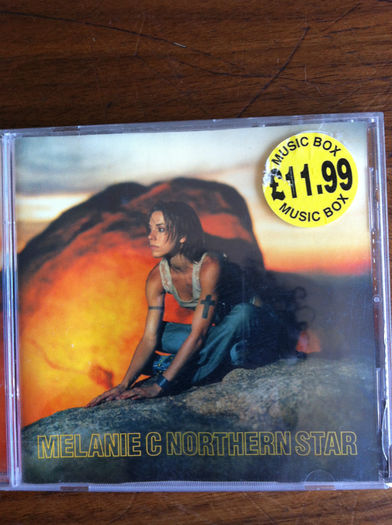 MUSIC BOX
£11.99
MUSIC BOX
MELANIE C NORTHERN STAR